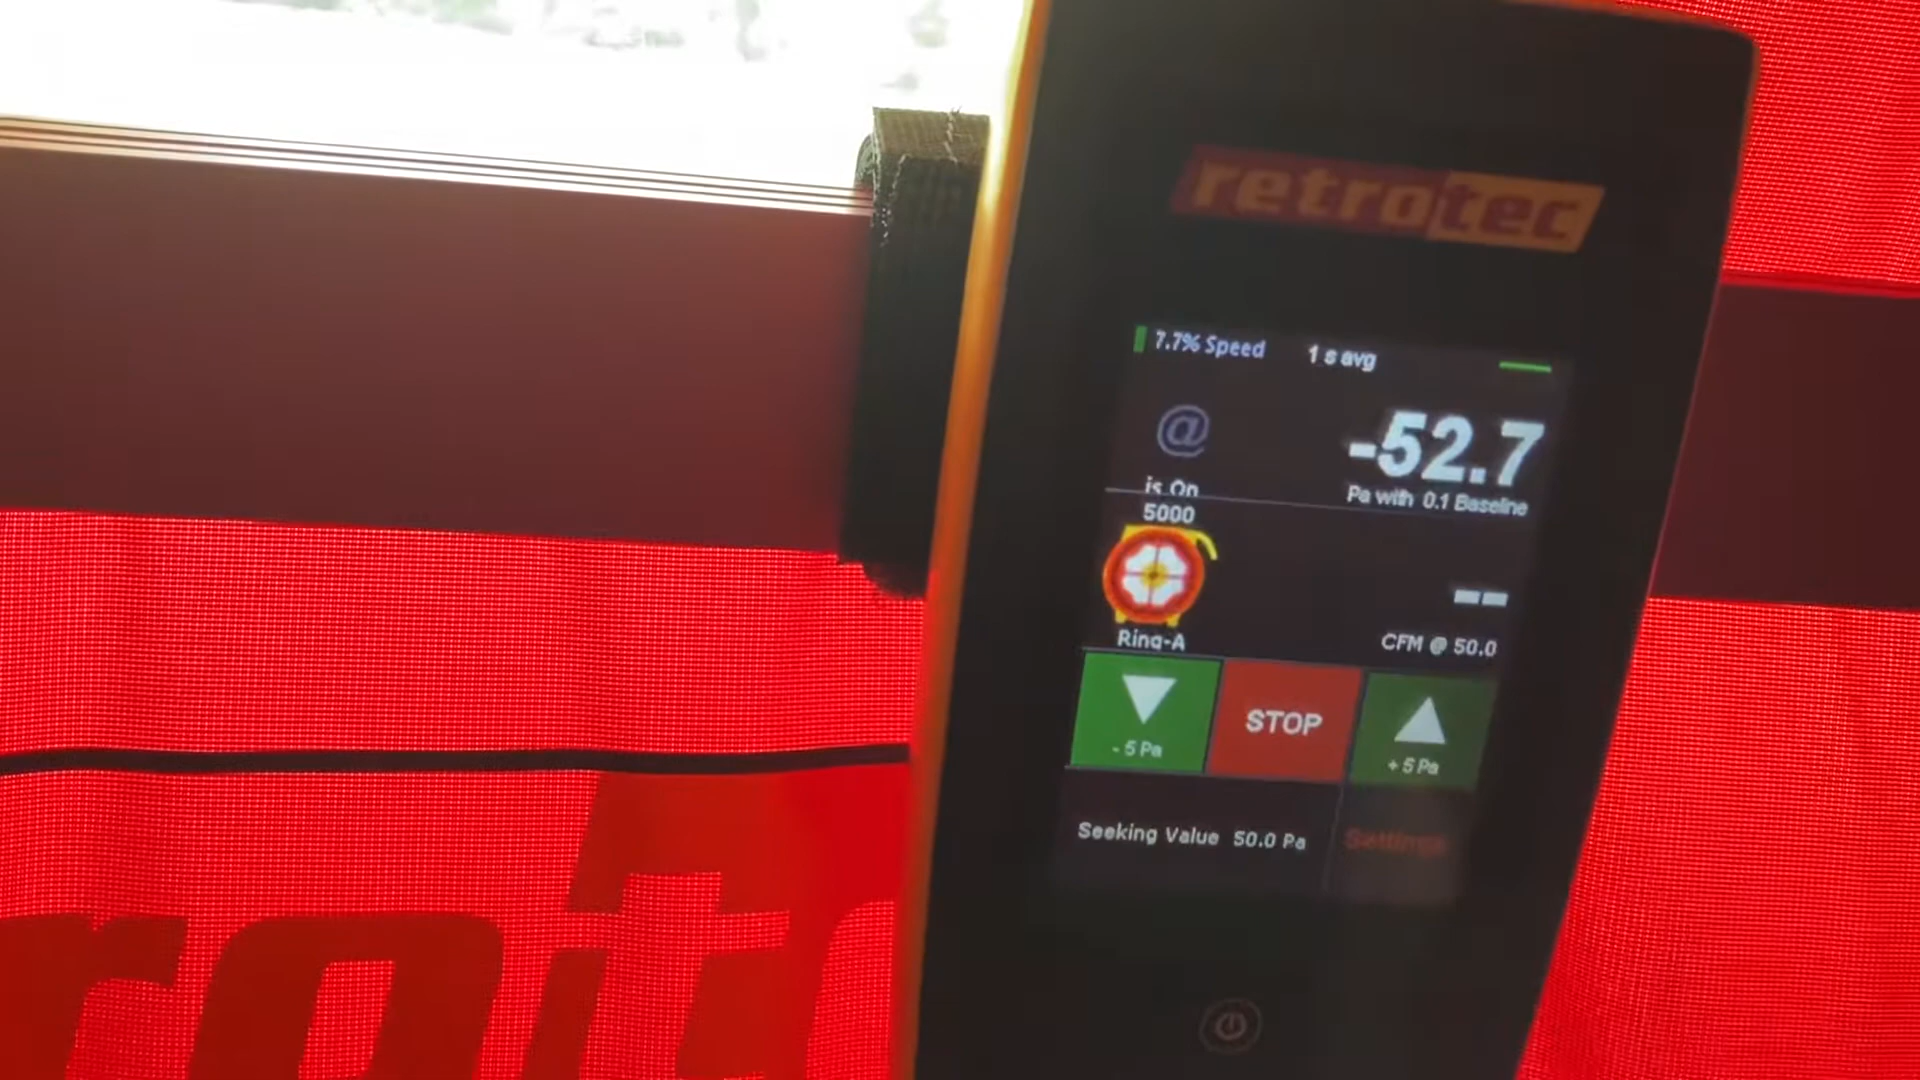 retrotec
7.7% Speed 1 s avg
@
-52.7
is On
Pa with 0.1 Baseline
5000
--
Ring-A
CFM @ 50.0
- 5 Pa
STOP
+ 5 Pa
Seeking Value 50.0 Pa
Settings